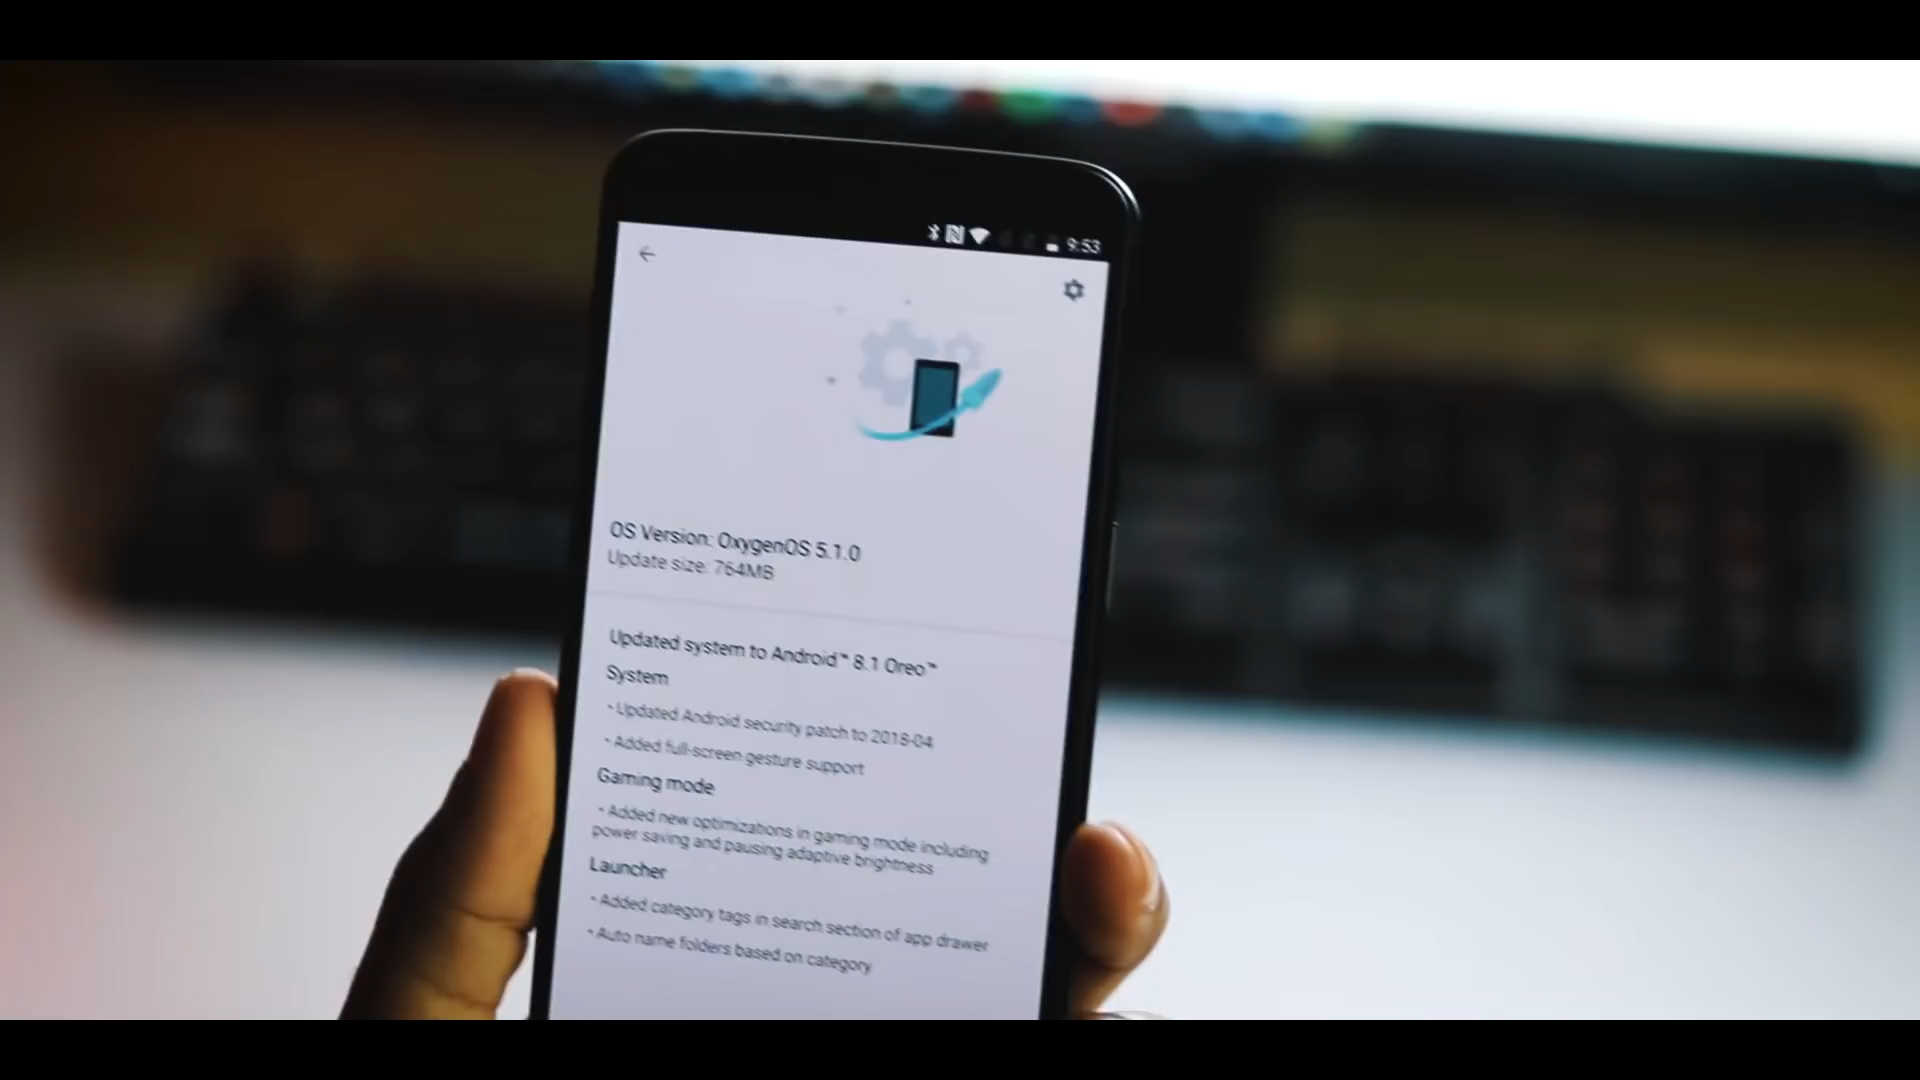 9:53
OS Version: OxygenOS 5.1.0
Update size: 764MB
Updated system to Android™ 8.1 Oreo™
System
• Updated Android security patch to 2018-04
• Added full-screen gesture support
Gaming mode
• Added new optimizations in gaming mode including
power saving and pausing adaptive brightness
Launcher
• Added category tags in search section of app drawer
• Auto name folders based on category